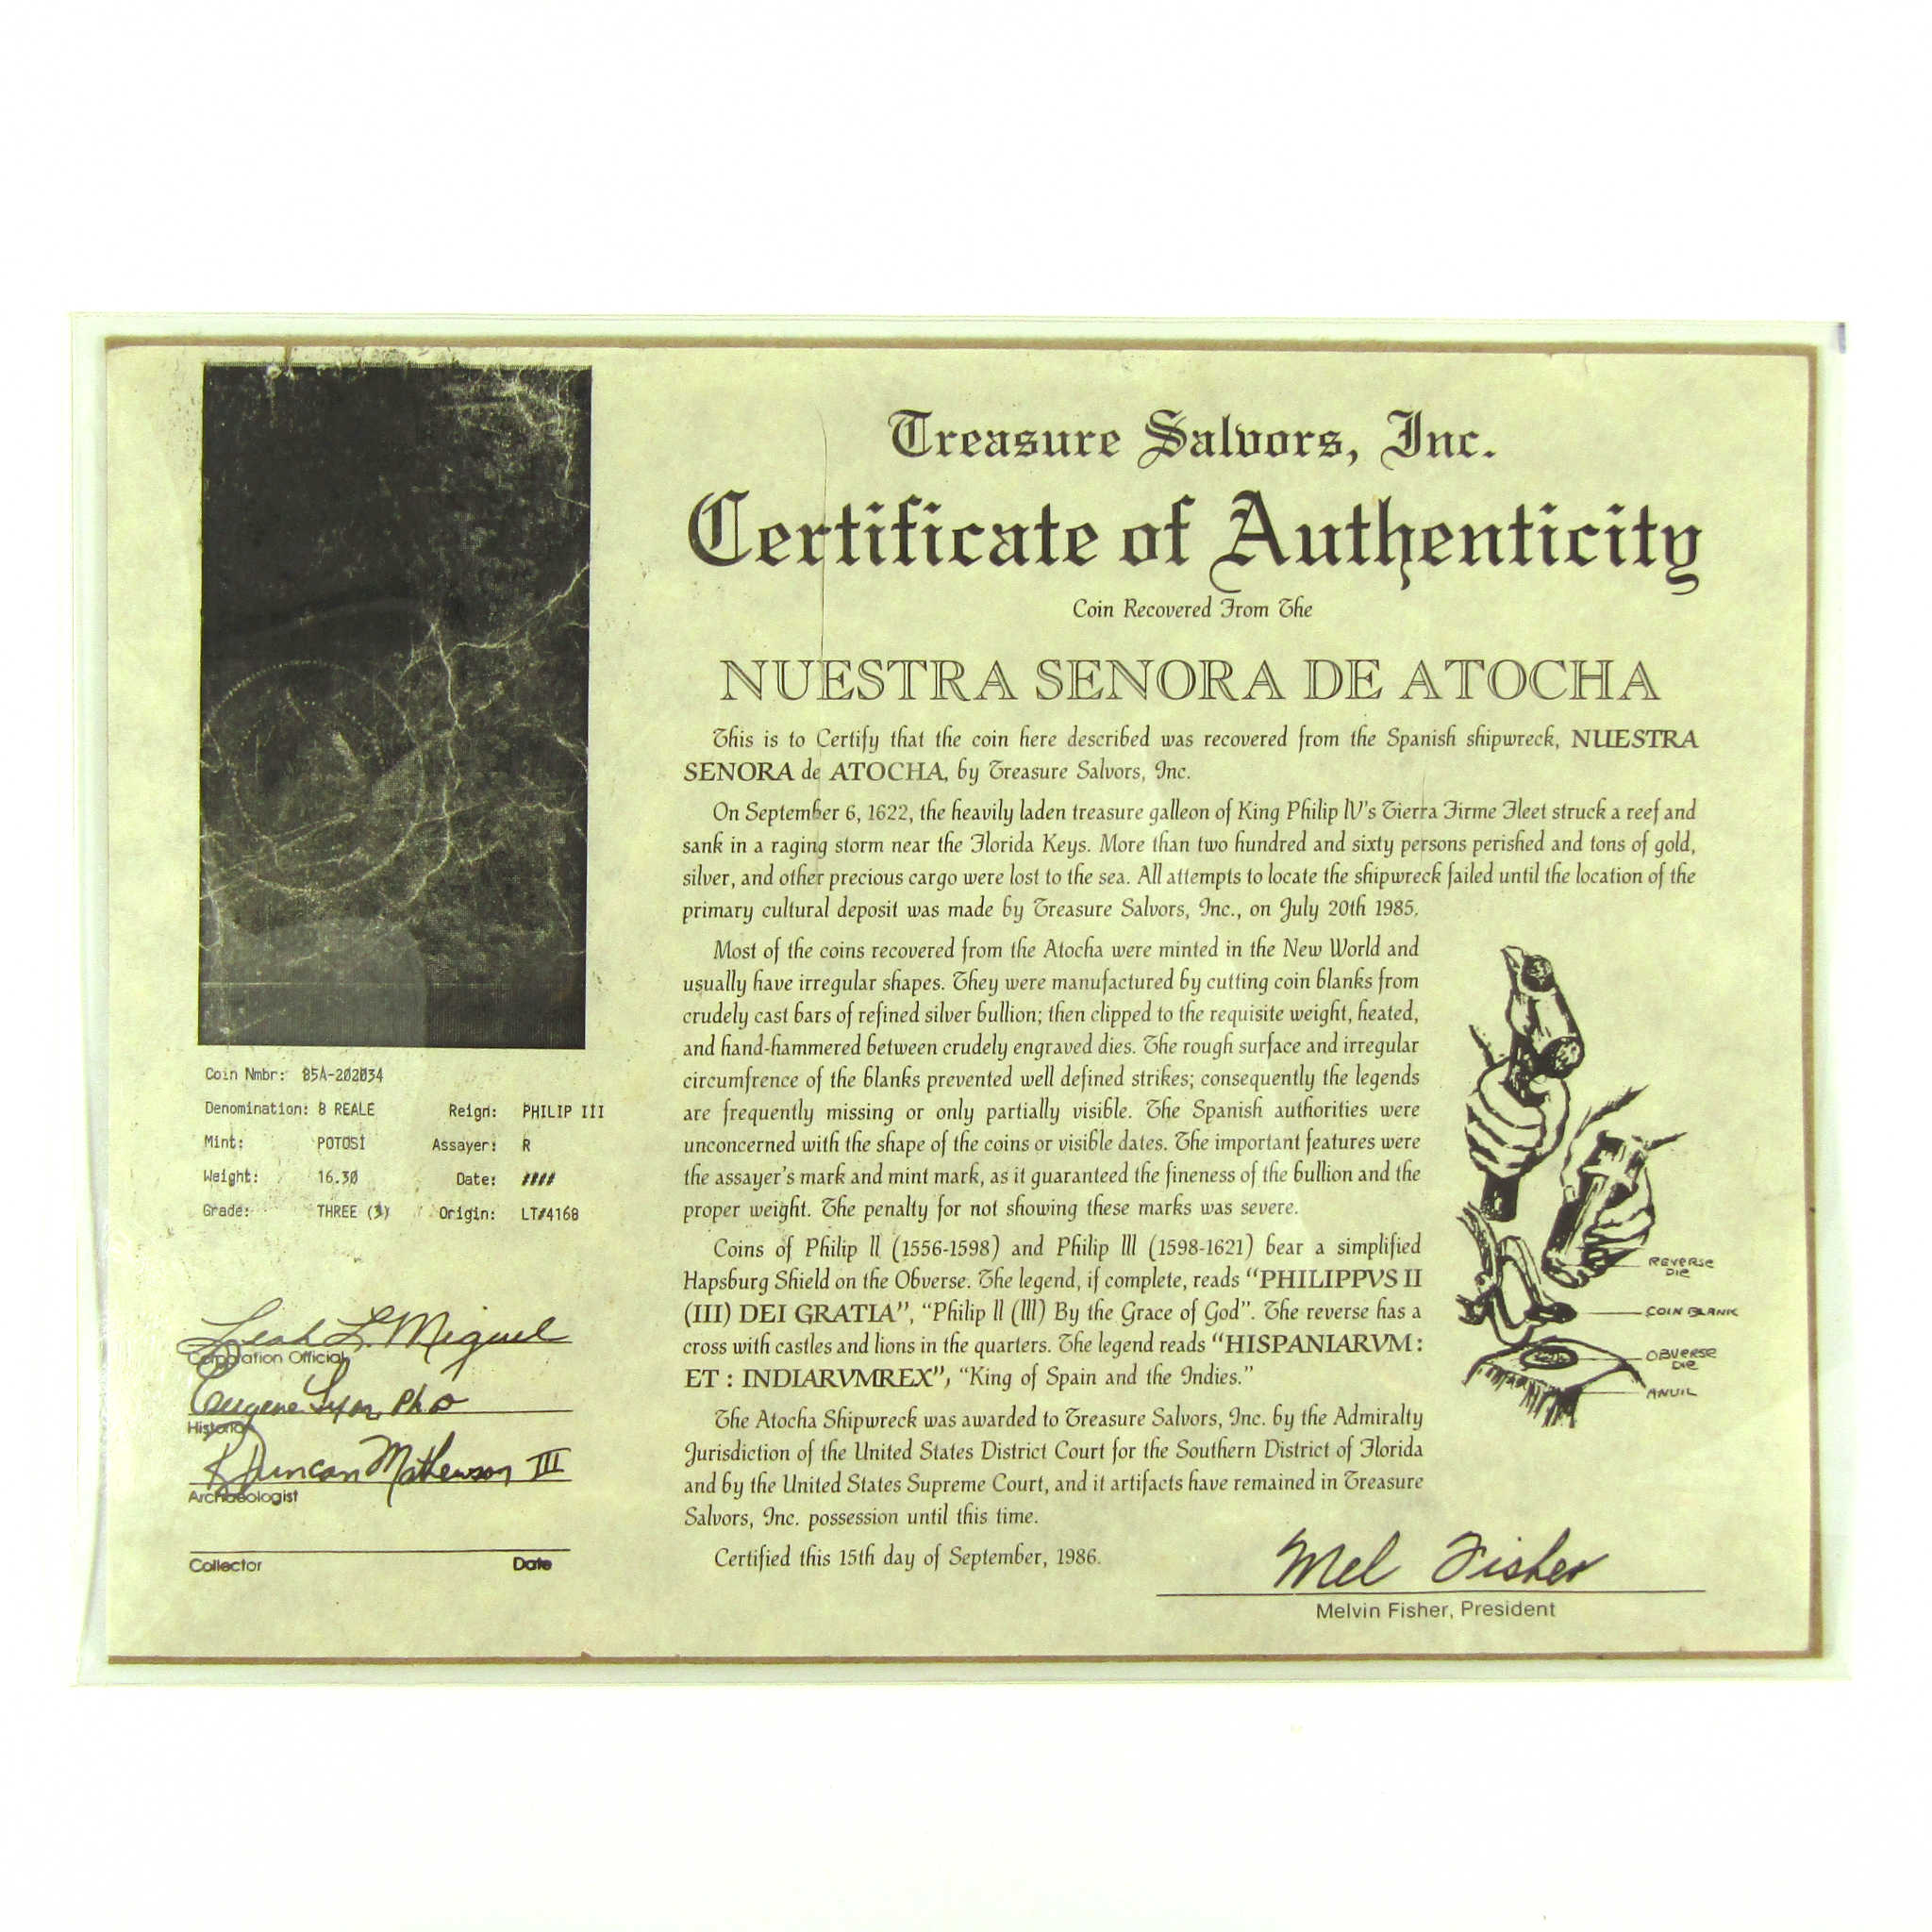 Treasure Salvors, Inc.
Certificate of Authenticity
Coin Recovered From The
NUESTRA SENORA DE ATOCHA
This is to Certify that the coin here described was recovered from the Spanish shipwreck, NUESTRA
SENORA de ATOCHA, by Treasure Salvors, Inc.
On September 6, 1622, the heavily laden treasure galleon of King Philip IV's Tierra Firme Fleet struck a reef and
sank in a raging storm near the Florida Keys. More than two hundred and sixty persons perished and tons of gold,
silver, and other precious cargo were lost to the sea. All attempts to locate the shipwreck failed until the location of the
primary cultural deposit was made by Treasure Salvors, Inc., on July 20th 1985.
Most of the coins recovered from the Atocha were minted in the New World and
usually have irregular shapes. They were manufactured by cutting coin blanks from
crudely cast bars of refined silver bullion; then clipped to the requisite weight, heated,
and hand-hammered between crudely engraved dies. The rough surface and irregular
circumfrence of the blanks prevented well defined strikes; consequently the legends
are frequently missing or only partially visible. The Spanish authorities were
unconcerned with the shape of the coins or visible dates. The important features were
the assayer's mark and mint mark, as it guaranteed the fineness of the bullion and the
proper weight. The penalty for not showing these marks was severe.
Coins of Philip II (1556-1598) and Philip III (1598-1621) bear a simplified
Hapsburg Shield on the Obverse. The legend, if complete, reads "PHILIPPVS II
(III) DEI GRATIA", "Philip II (III) By the Grace of God". The reverse has a
cross with castles and lions in the quarters. The legend reads "HISPANIARVM :
ET : INDIARVMREX", "King of Spain and the Indies."
The Atocha Shipwreck was awarded to Treasure Salvors, Inc. by the Admiralty
Jurisdiction of the United States District Court for the Southern District of Florida
and by the United States Supreme Court, and it artifacts have remained in Treasure
Salvors, Inc. possession until this time.
Certified this 15th day of September, 1986.
Mel Fisher
Melvin Fisher, President
REVERSE
DIE
COIN BLANK
OBVERSE
DIE
ANVIL
Coin Nmbr: 85A-202034
Denomination: 8 REALE Reign: PHILIP III
Mint: POTOSI Assayer: R
Weight: 16.30 Date: ####
Grade: THREE (3) Origin: LT#4168
Leah L. Miguel
Corporation Official
Eugene Lyon, PhD
Historian
R Duncan Mathewson III
Archaeologist
Collector Date